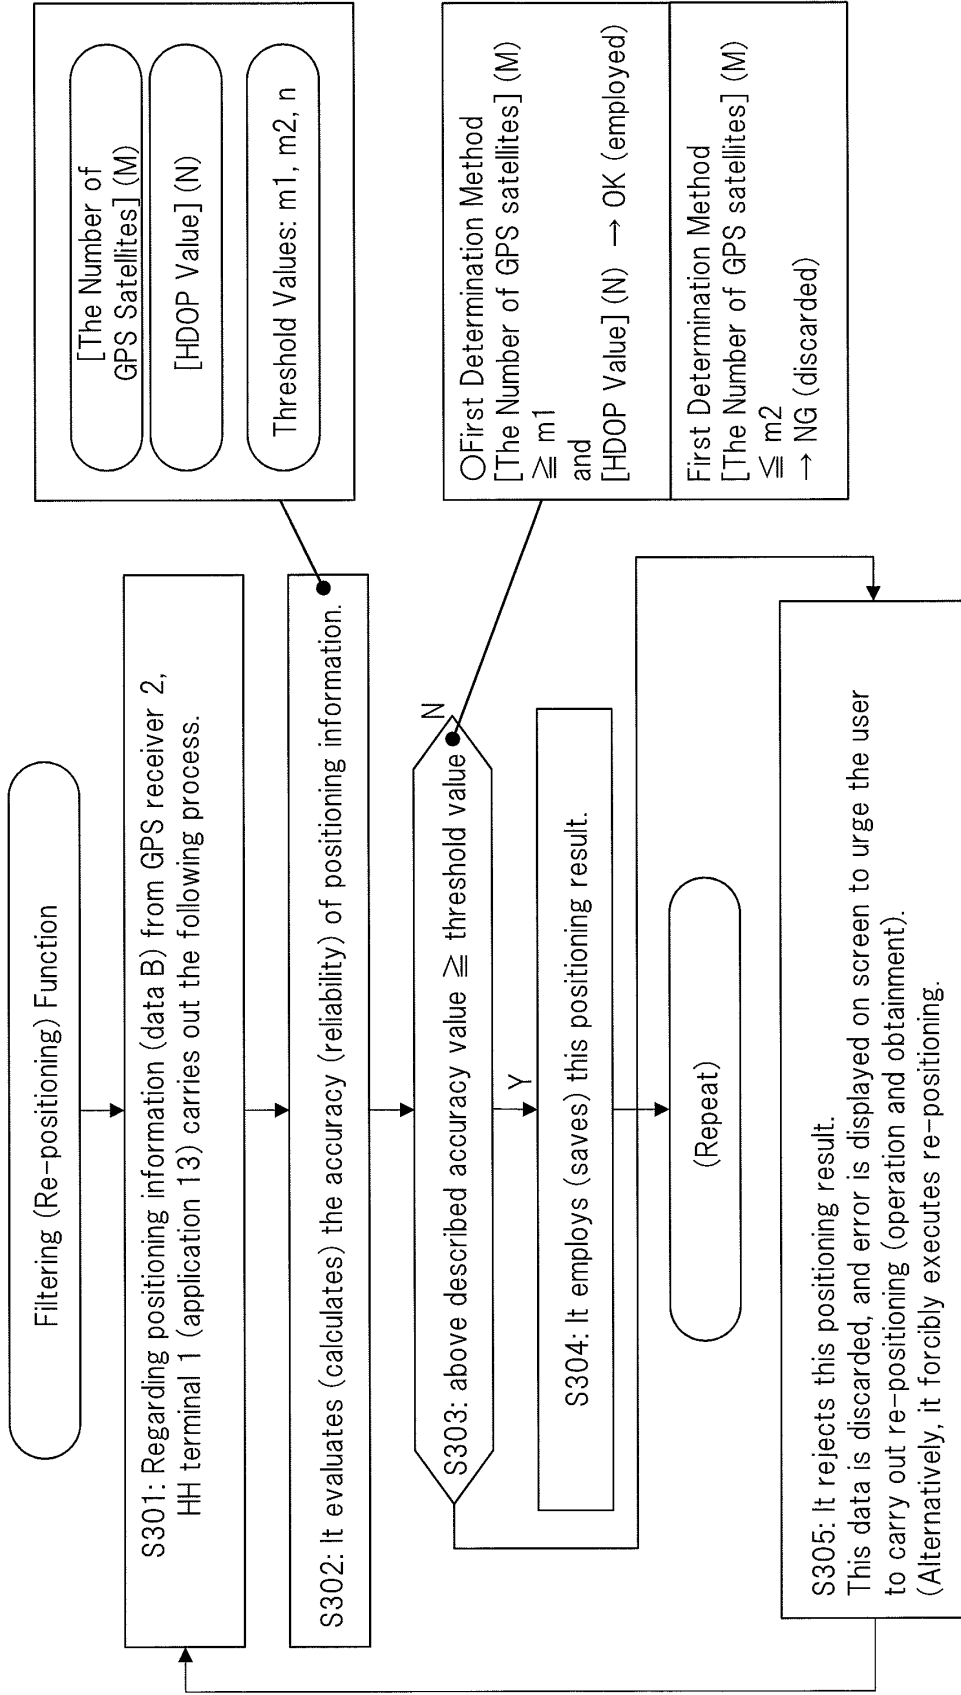 Filtering (Re-positioning) Function
S301: Regarding positioning information (data B) from GPS receiver 2,
HH terminal 1 (application 13) carries out the following process.
S302: It evaluates (calculates) the accuracy (reliability) of positioning information.
S303: above described accuracy value ≧ threshold value
N
Y
S304: It employs (saves) this positioning result.
(Repeat)
S305: It rejects this positioning result.
This data is discarded, and error is displayed on screen to urge the user
to carry out re-positioning (operation and obtainment).
(Alternatively, it forcibly executes re-positioning.
[The Number of
GPS Satellites] (M)
[HDOP Value] (N)
Threshold Values: m1, m2, n
○First Determination Method
[The Number of GPS satellites] (M)
≧ m1
and
[HDOP Value] (N) → OK (employed)
First Determination Method
[The Number of GPS satellites] (M)
≦ m2
→ NG (discarded)